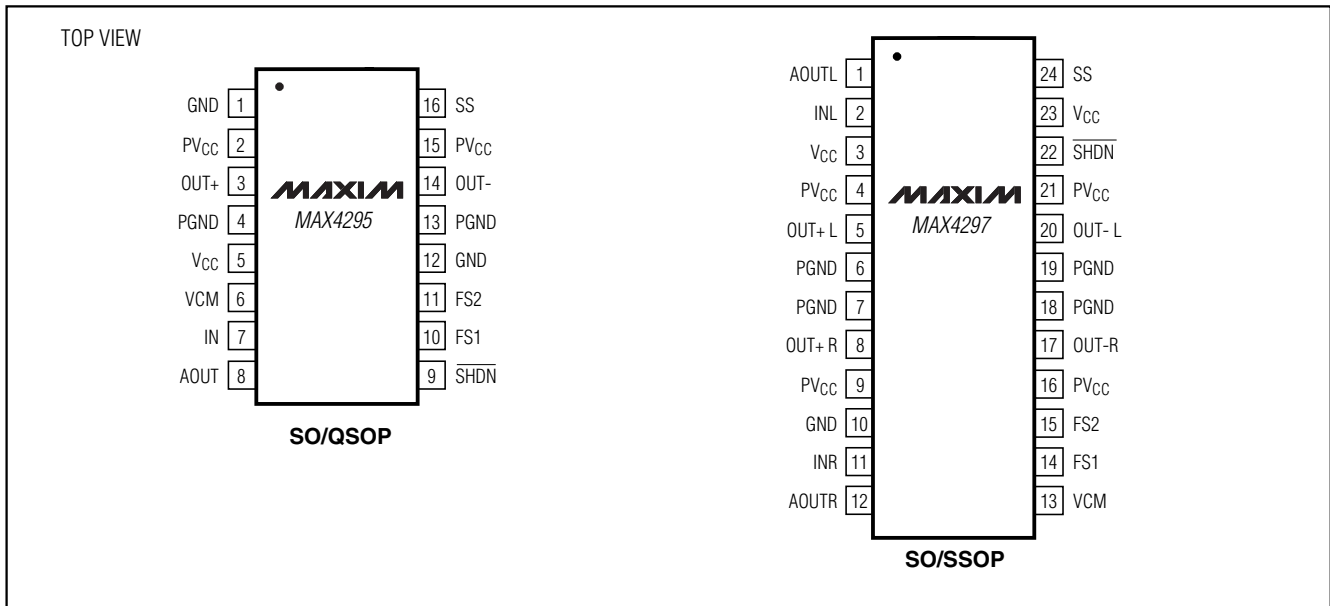 TOP VIEW
GND 1
PVCC 2
OUT+ 3
PGND 4
VCC 5
VCM 6
IN 7
AOUT 8
MAXIM
MAX4295
16 SS
15 PVCC
14 OUT-
13 PGND
12 GND
11 FS2
10 FS1
9 SHDN
SO/QSOP
AOUTL 1
INL 2
VCC 3
PVCC 4
OUT+ L 5
PGND 6
PGND 7
OUT+ R 8
PVCC 9
GND 10
INR 11
AOUTR 12
MAXIM
MAX4297
24 SS
23 VCC
22 SHDN
21 PVCC
20 OUT- L
19 PGND
18 PGND
17 OUT-R
16 PVCC
15 FS2
14 FS1
13 VCM
SO/SSOP